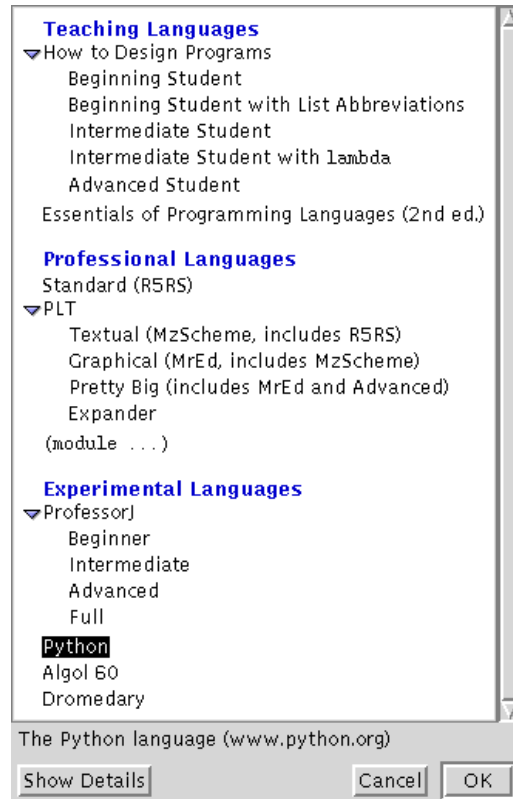 Teaching Languages
How to Design Programs
Beginning Student
Beginning Student with List Abbreviations
Intermediate Student
Intermediate Student with lambda
Advanced Student
Essentials of Programming Languages (2nd ed.)
Professional Languages
Standard (R5RS)
PLT
Textual (MzScheme, includes R5RS)
Graphical (MrEd, includes MzScheme)
Pretty Big (includes MrEd and Advanced)
Expander
(module ...)
Experimental Languages
ProfessorJ
Beginner
Intermediate
Advanced
Full
Python
Algol 60
Dromedary
The Python language (www.python.org)
Show Details Cancel OK